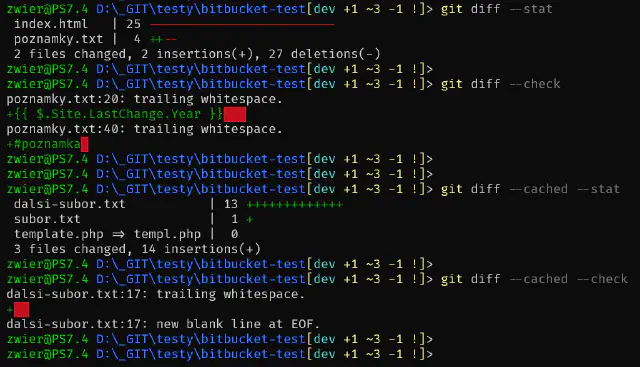 zwier@PS7.4 D:\_GIT\testy\bitbucket-test[dev +1 ~3 -1 !]> git diff --stat
 index.html   | 25 -------------------------
 poznamky.txt |  4 ++--
 2 files changed, 2 insertions(+), 27 deletions(-)
zwier@PS7.4 D:\_GIT\testy\bitbucket-test[dev +1 ~3 -1 !]>
zwier@PS7.4 D:\_GIT\testy\bitbucket-test[dev +1 ~3 -1 !]> git diff --check
poznamky.txt:20: trailing whitespace.
+{{ $.Site.LastChange.Year }}
poznamky.txt:40: trailing whitespace.
+#poznamka
zwier@PS7.4 D:\_GIT\testy\bitbucket-test[dev +1 ~3 -1 !]>
zwier@PS7.4 D:\_GIT\testy\bitbucket-test[dev +1 ~3 -1 !]>
zwier@PS7.4 D:\_GIT\testy\bitbucket-test[dev +1 ~3 -1 !]> git diff --cached --stat
 dalsi-subor.txt           | 13 +++++++++++++
 subor.txt                 |  1 +
 template.php => templ.php |  0
 3 files changed, 14 insertions(+)
zwier@PS7.4 D:\_GIT\testy\bitbucket-test[dev +1 ~3 -1 !]>
zwier@PS7.4 D:\_GIT\testy\bitbucket-test[dev +1 ~3 -1 !]> git diff --cached --check
dalsi-subor.txt:17: trailing whitespace.
+
dalsi-subor.txt:17: new blank line at EOF.
zwier@PS7.4 D:\_GIT\testy\bitbucket-test[dev +1 ~3 -1 !]>
zwier@PS7.4 D:\_GIT\testy\bitbucket-test[dev +1 ~3 -1 !]>